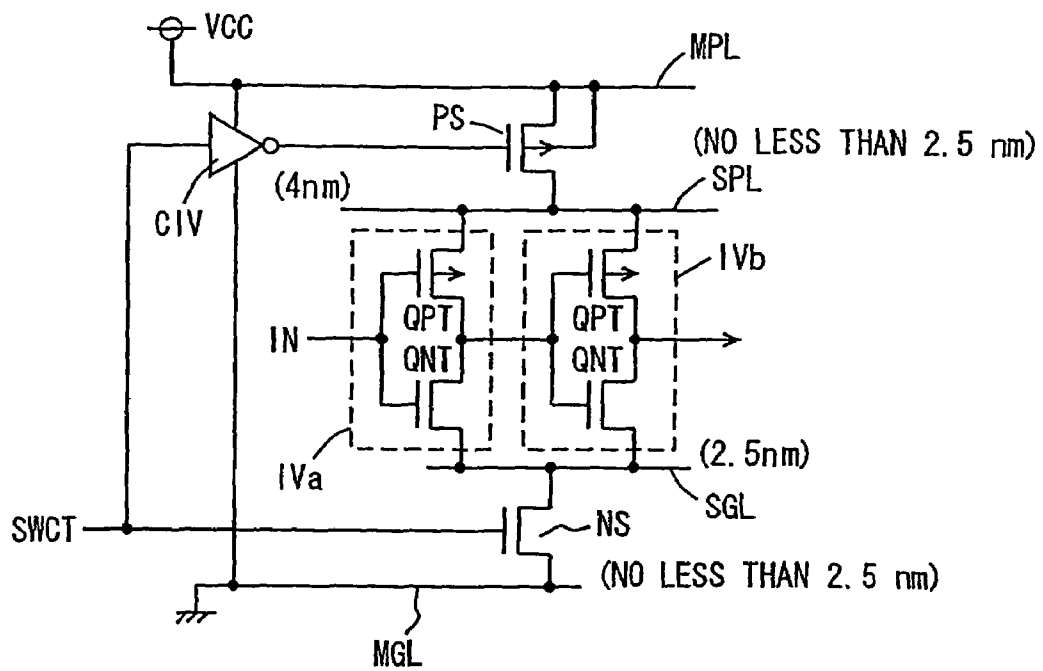 VCC
MPL
PS
(NO LESS THAN 2.5 nm)
(4nm)
SPL
CIV
IVb
QPT
QPT
IN
QNT
QNT
(2.5nm)
IVa
SGL
SWCT
NS
(NO LESS THAN 2.5 nm)
MGL